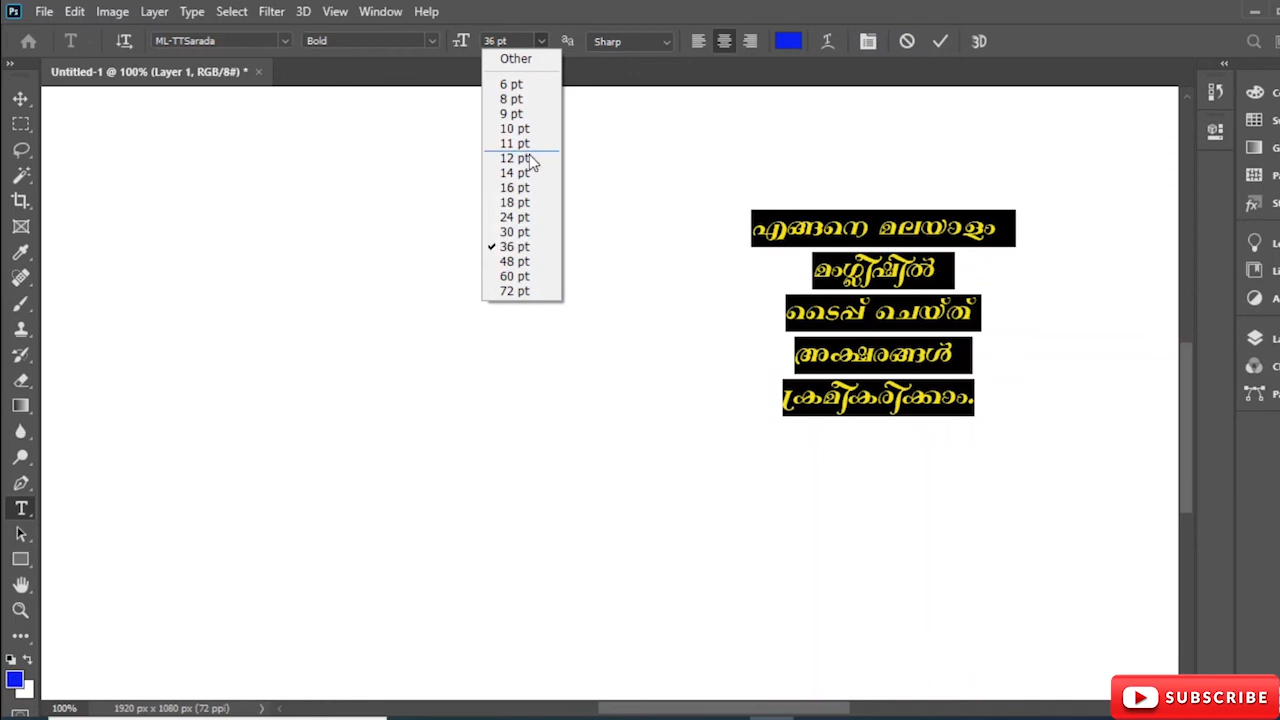 Ps File Edit Image Layer Type Select Filter 3D View Window Help
ML-TTSarada Bold 36 pt Sharp 3D
Untitled-1 @ 100% (Layer 1, RGB/8#) * ×
Other
6 pt
8 pt
9 pt
10 pt
11 pt
12 pt
14 pt
16 pt
18 pt
24 pt
30 pt
36 pt
48 pt
60 pt
72 pt
എങ്ങനെ മലയാളം
മംഗ്ലീഷിൽ
ടൈപ്പ് ചെയ്ത്
അക്ഷരങ്ങൾ
ക്രമീകരിക്കാം.
100% 1920 px x 1080 px (72 ppi)
SUBSCRIBE